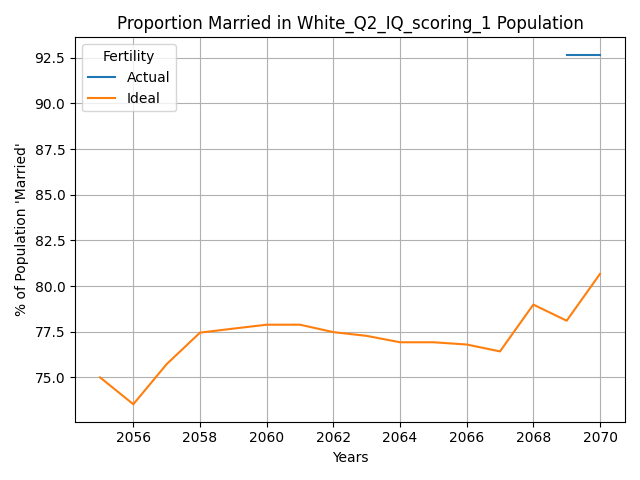 Proportion Married in White_Q2_IQ_scoring_1 Population
Fertility
Actual
Ideal
92.5
90.0
87.5
85.0
82.5
80.0
77.5
75.0
% of Population 'Married'
2056 2058 2060 2062 2064 2066 2068 2070
Years